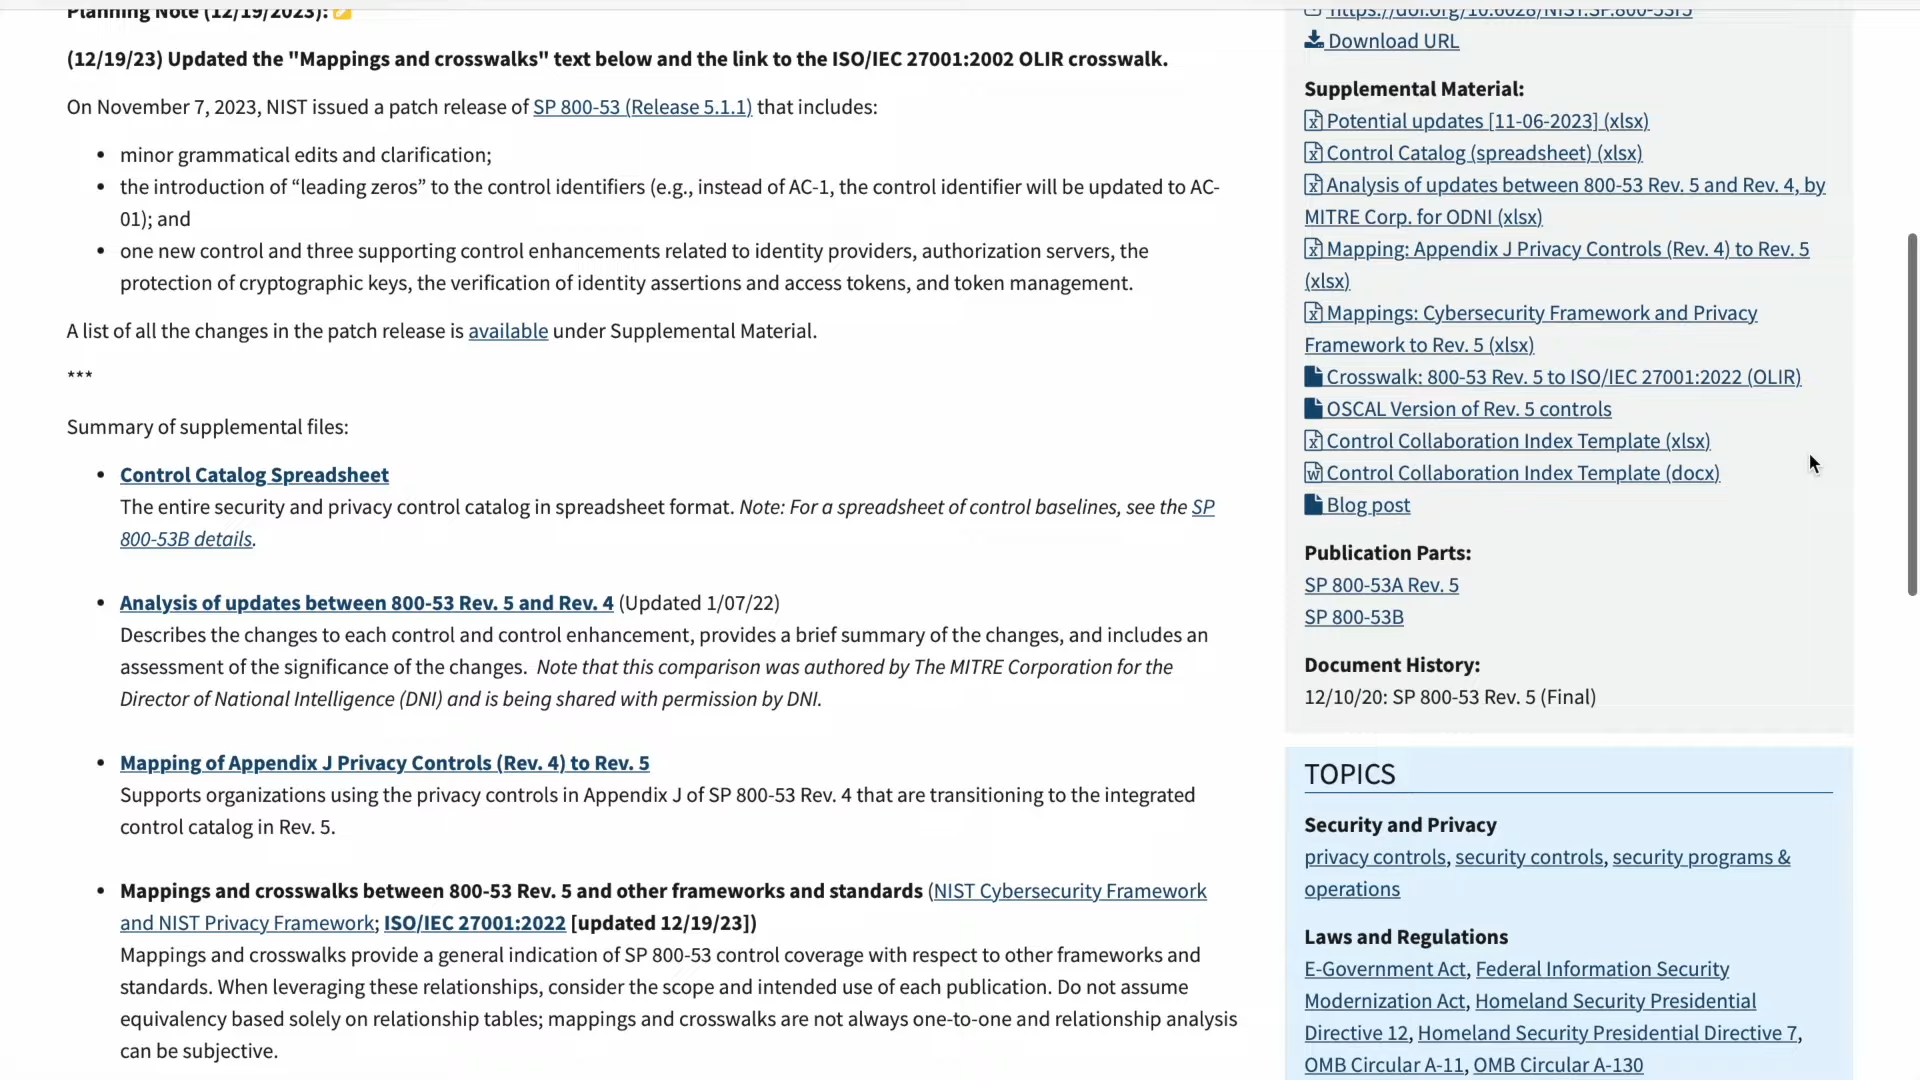 Planning Note (12/19/2023):
(12/19/23) Updated the "Mappings and crosswalks" text below and the link to the ISO/IEC 27001:2002 OLIR crosswalk.
On November 7, 2023, NIST issued a patch release of SP 800-53 (Release 5.1.1) that includes:
• minor grammatical edits and clarification;
• the introduction of “leading zeros” to the control identifiers (e.g., instead of AC-1, the control identifier will be updated to AC-
01); and
• one new control and three supporting control enhancements related to identity providers, authorization servers, the
protection of cryptographic keys, the verification of identity assertions and access tokens, and token management.
A list of all the changes in the patch release is available under Supplemental Material.
***
Summary of supplemental files:
• Control Catalog Spreadsheet
The entire security and privacy control catalog in spreadsheet format. Note: For a spreadsheet of control baselines, see the SP
800-53B details.
• Analysis of updates between 800-53 Rev. 5 and Rev. 4 (Updated 1/07/22)
Describes the changes to each control and control enhancement, provides a brief summary of the changes, and includes an
assessment of the significance of the changes. Note that this comparison was authored by The MITRE Corporation for the
Director of National Intelligence (DNI) and is being shared with permission by DNI.
• Mapping of Appendix J Privacy Controls (Rev. 4) to Rev. 5
Supports organizations using the privacy controls in Appendix J of SP 800-53 Rev. 4 that are transitioning to the integrated
control catalog in Rev. 5.
• Mappings and crosswalks between 800-53 Rev. 5 and other frameworks and standards (NIST Cybersecurity Framework
and NIST Privacy Framework; ISO/IEC 27001:2022 [updated 12/19/23])
Mappings and crosswalks provide a general indication of SP 800-53 control coverage with respect to other frameworks and
standards. When leveraging these relationships, consider the scope and intended use of each publication. Do not assume
equivalency based solely on relationship tables; mappings and crosswalks are not always one-to-one and relationship analysis
can be subjective.
https://doi.org/10.6028/NIST.SP.800-53r5
Download URL
Supplemental Material:
Potential updates [11-06-2023] (xlsx)
Control Catalog (spreadsheet) (xlsx)
Analysis of updates between 800-53 Rev. 5 and Rev. 4, by
MITRE Corp. for ODNI (xlsx)
Mapping: Appendix J Privacy Controls (Rev. 4) to Rev. 5
(xlsx)
Mappings: Cybersecurity Framework and Privacy
Framework to Rev. 5 (xlsx)
Crosswalk: 800-53 Rev. 5 to ISO/IEC 27001:2022 (OLIR)
OSCAL Version of Rev. 5 controls
Control Collaboration Index Template (xlsx)
Control Collaboration Index Template (docx)
Blog post
Publication Parts:
SP 800-53A Rev. 5
SP 800-53B
Document History:
12/10/20: SP 800-53 Rev. 5 (Final)
TOPICS
Security and Privacy
privacy controls, security controls, security programs &
operations
Laws and Regulations
E-Government Act, Federal Information Security
Modernization Act, Homeland Security Presidential
Directive 12, Homeland Security Presidential Directive 7,
OMB Circular A-11, OMB Circular A-130